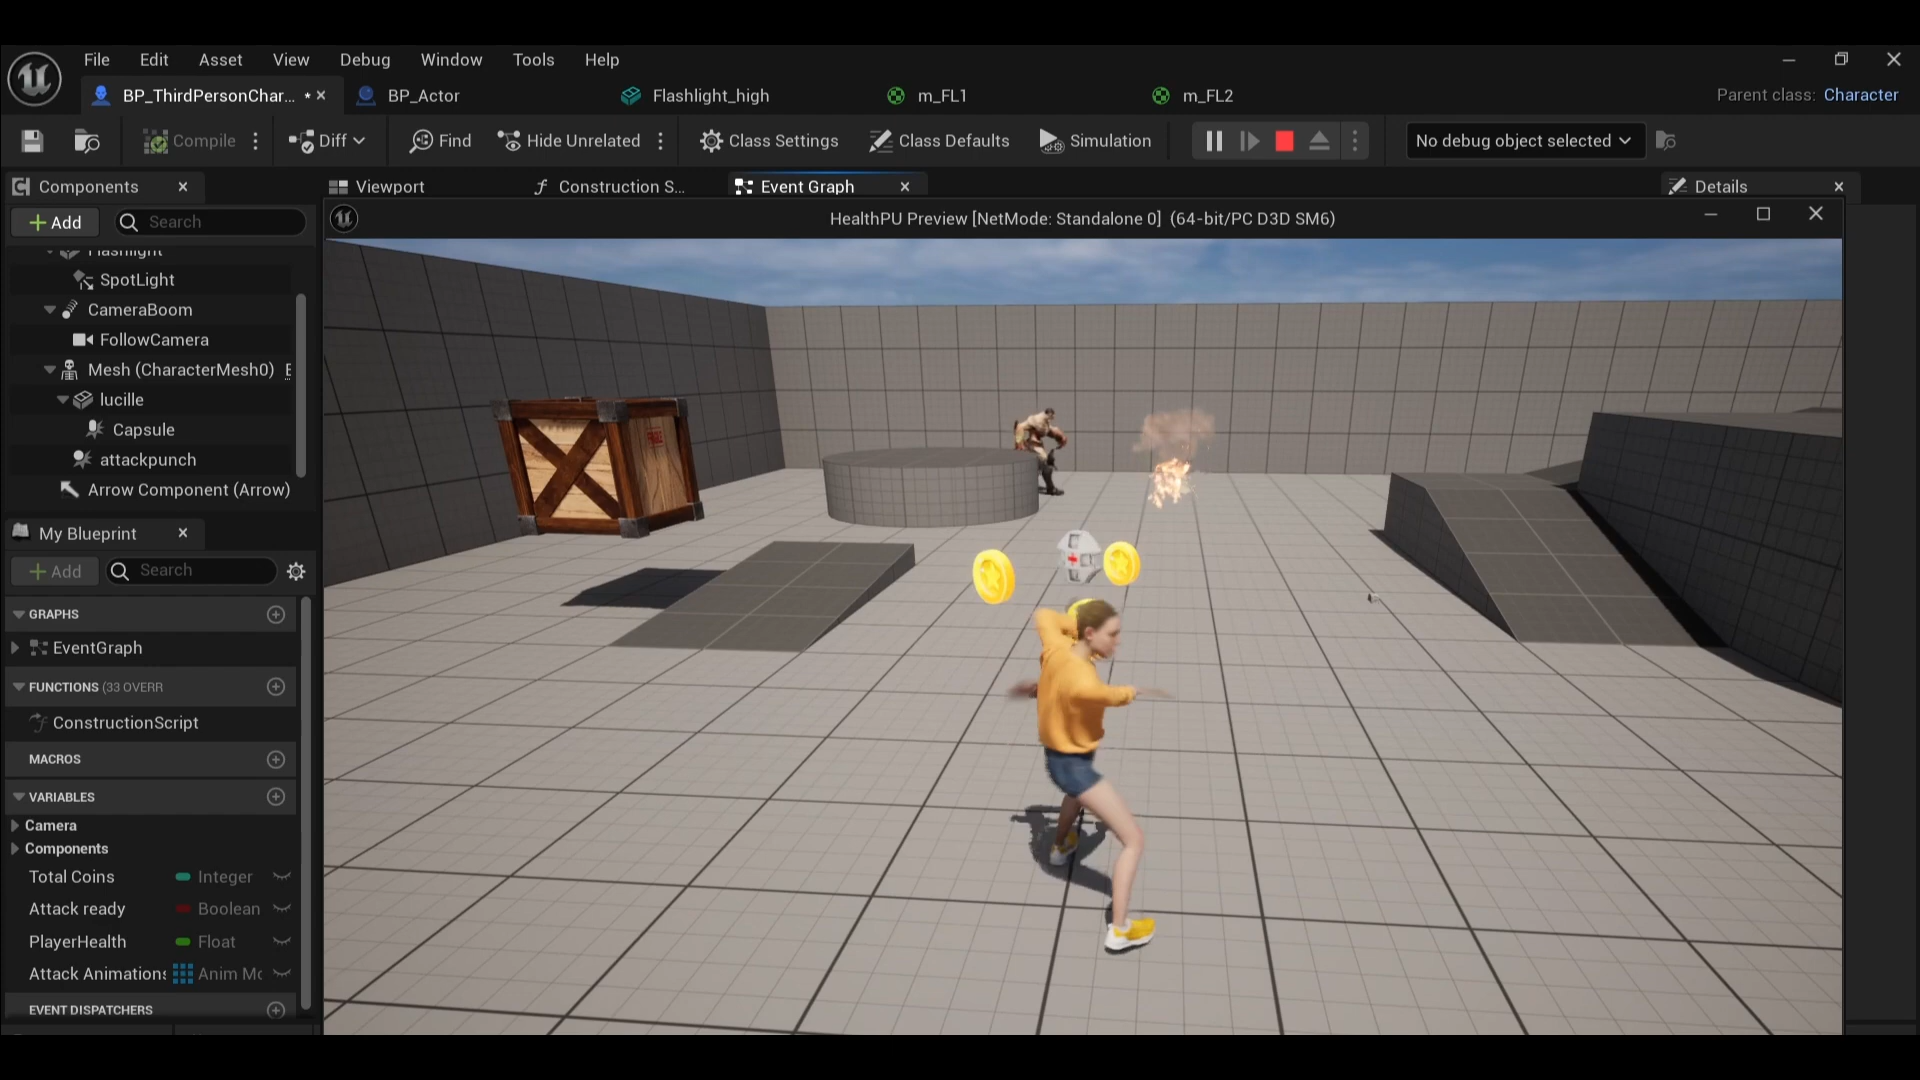 File Edit Asset View Debug Window Tools Help
BP_ThirdPersonChar... * BP_Actor Flashlight_high m_FL1 m_FL2 Parent class: Character
Compile Diff Find Hide Unrelated Class Settings Class Defaults Simulation No debug object selected
Components Viewport Construction S... Event Graph Details
Add Search
HealthPU Preview [NetMode: Standalone 0] (64-bit/PC D3D SM6)
Flashlight
SpotLight
CameraBoom
FollowCamera
Mesh (CharacterMesh0) E
lucille
Capsule
attackpunch
Arrow Component (Arrow)
My Blueprint
Add Search
GRAPHS
EventGraph
FUNCTIONS (33 OVERR
ConstructionScript
MACROS
VARIABLES
Camera
Components
Total Coins Integer
Attack ready Boolean
PlayerHealth Float
Attack Animations Anim Mo
EVENT DISPATCHERS